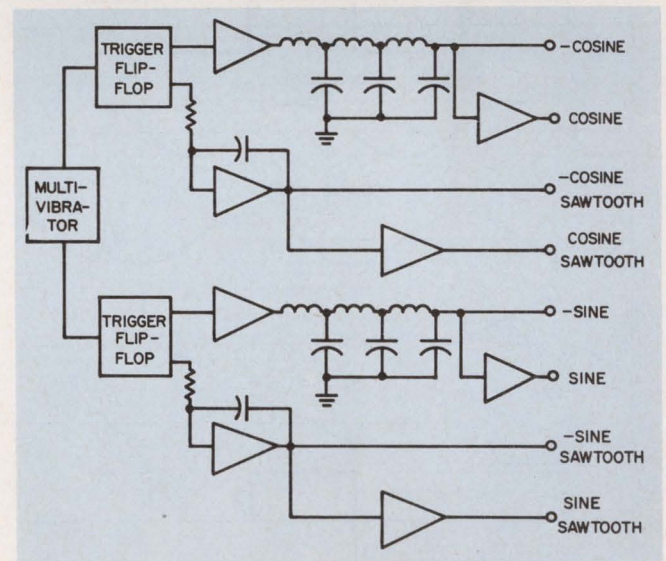 TRIGGER
FLIP-
FLOP
-COSINE
COSINE
MULTI-
VIBRA-
TOR
-COSINE
SAWTOOTH
COSINE
SAWTOOTH
TRIGGER
FLIP-
FLOP
-SINE
SINE
-SINE
SAWTOOTH
SINE
SAWTOOTH